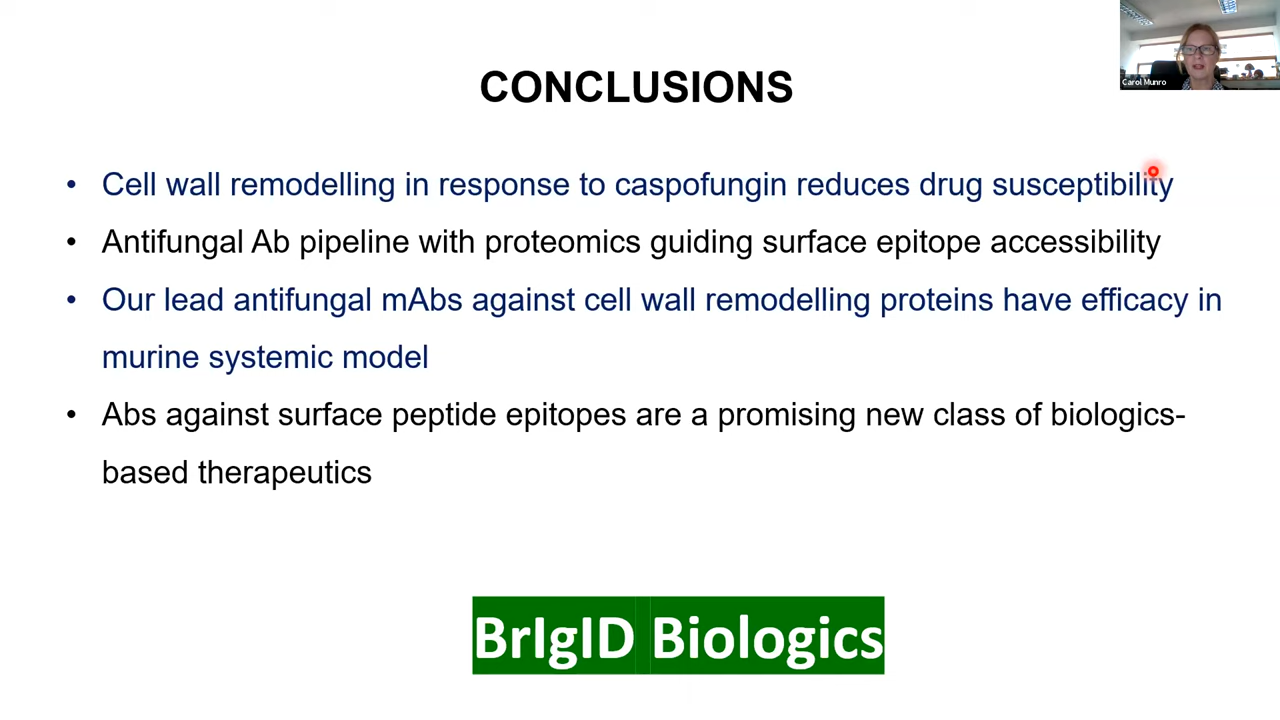 Carol Munro
CONCLUSIONS
• Cell wall remodelling in response to caspofungin reduces drug susceptibility
• Antifungal Ab pipeline with proteomics guiding surface epitope accessibility
• Our lead antifungal mAbs against cell wall remodelling proteins have efficacy in
murine systemic model
• Abs against surface peptide epitopes are a promising new class of biologics-
based therapeutics
BrIgID Biologics